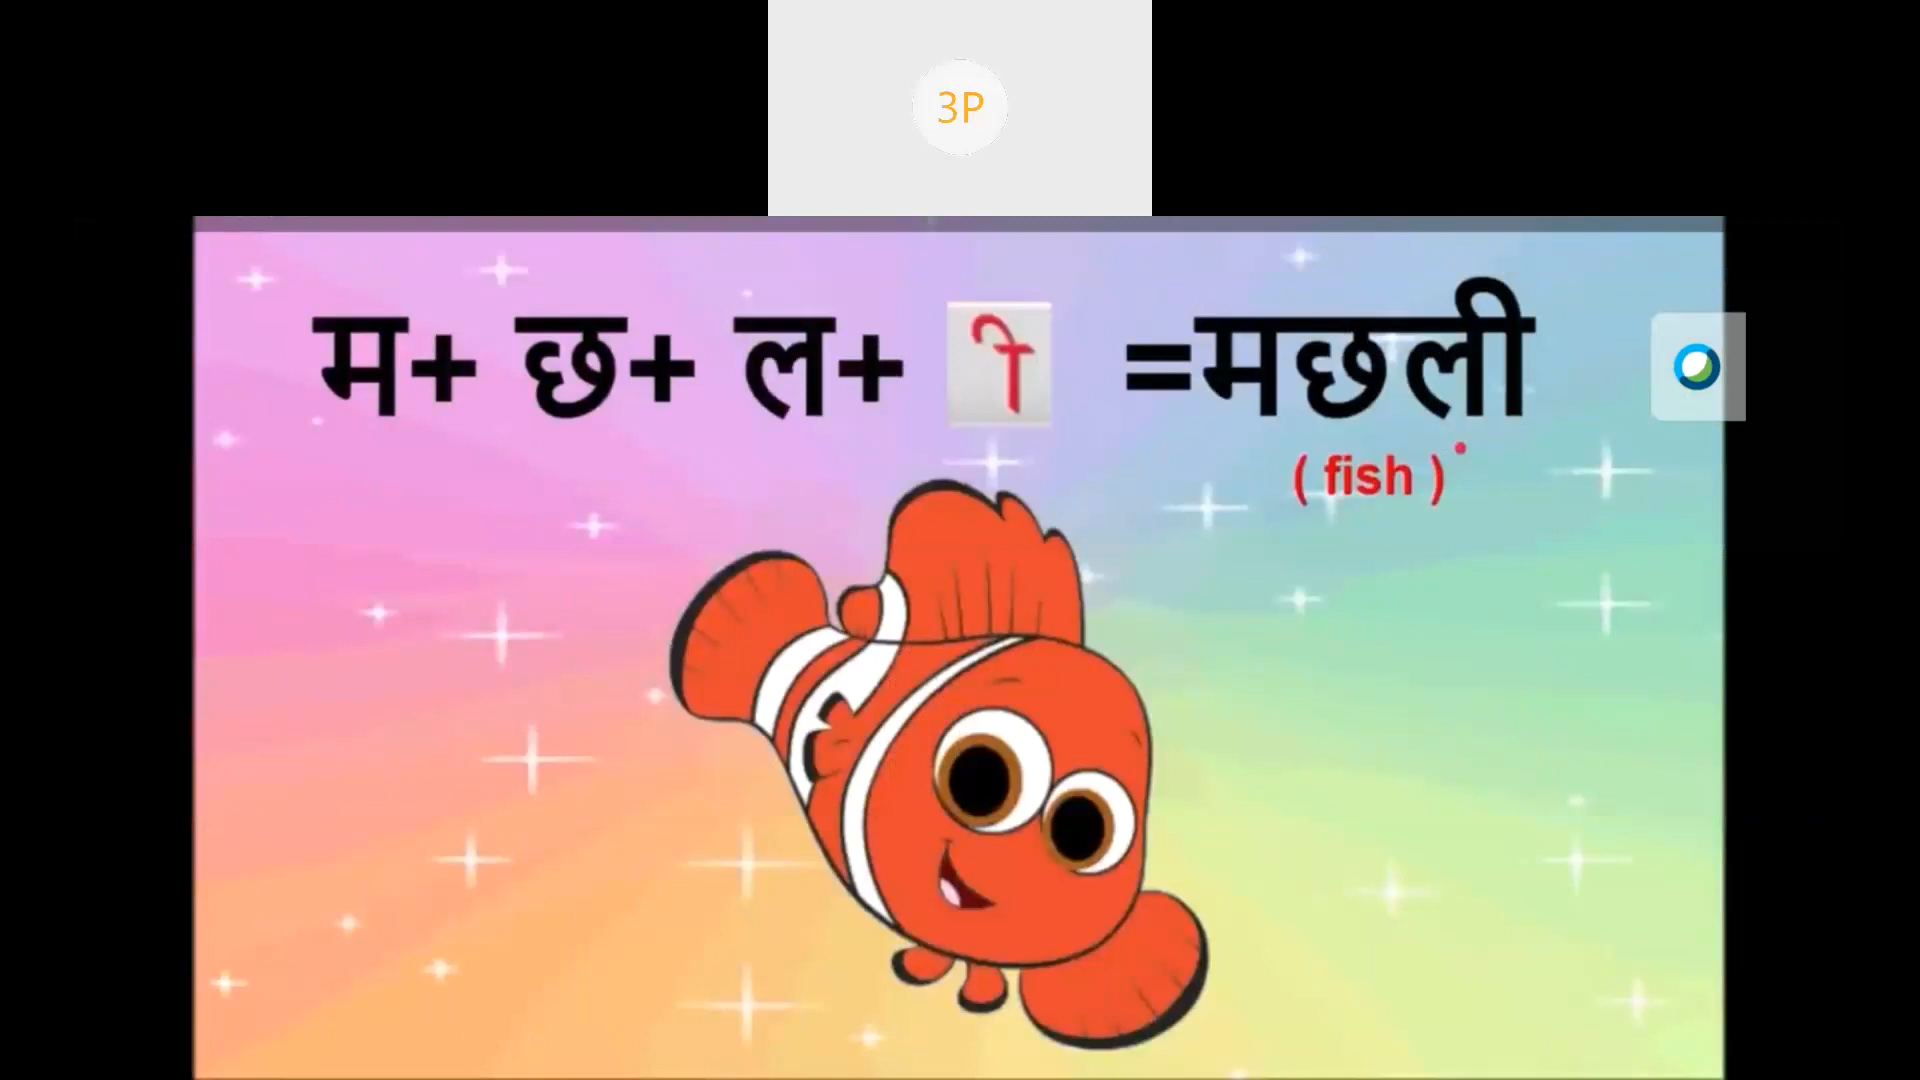 3P
म+ छ+ ल+ ी =मछली
( fish )